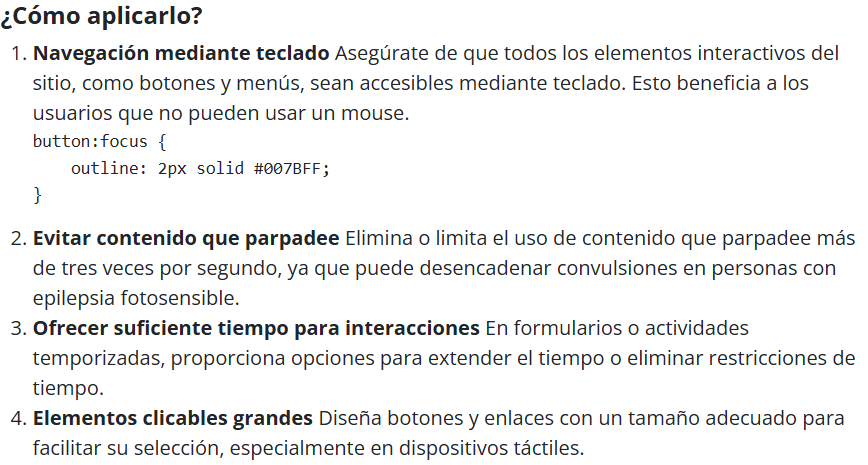 ¿Cómo aplicarlo?
1. Navegación mediante teclado Asegúrate de que todos los elementos interactivos del
sitio, como botones y menús, sean accesibles mediante teclado. Esto beneficia a los
usuarios que no pueden usar un mouse.
button:focus {
    outline: 2px solid #007BFF;
}
2. Evitar contenido que parpadee Elimina o limita el uso de contenido que parpadee más
de tres veces por segundo, ya que puede desencadenar convulsiones en personas con
epilepsia fotosensible.
3. Ofrecer suficiente tiempo para interacciones En formularios o actividades
temporizadas, proporciona opciones para extender el tiempo o eliminar restricciones de
tiempo.
4. Elementos clicables grandes Diseña botones y enlaces con un tamaño adecuado para
facilitar su selección, especialmente en dispositivos táctiles.